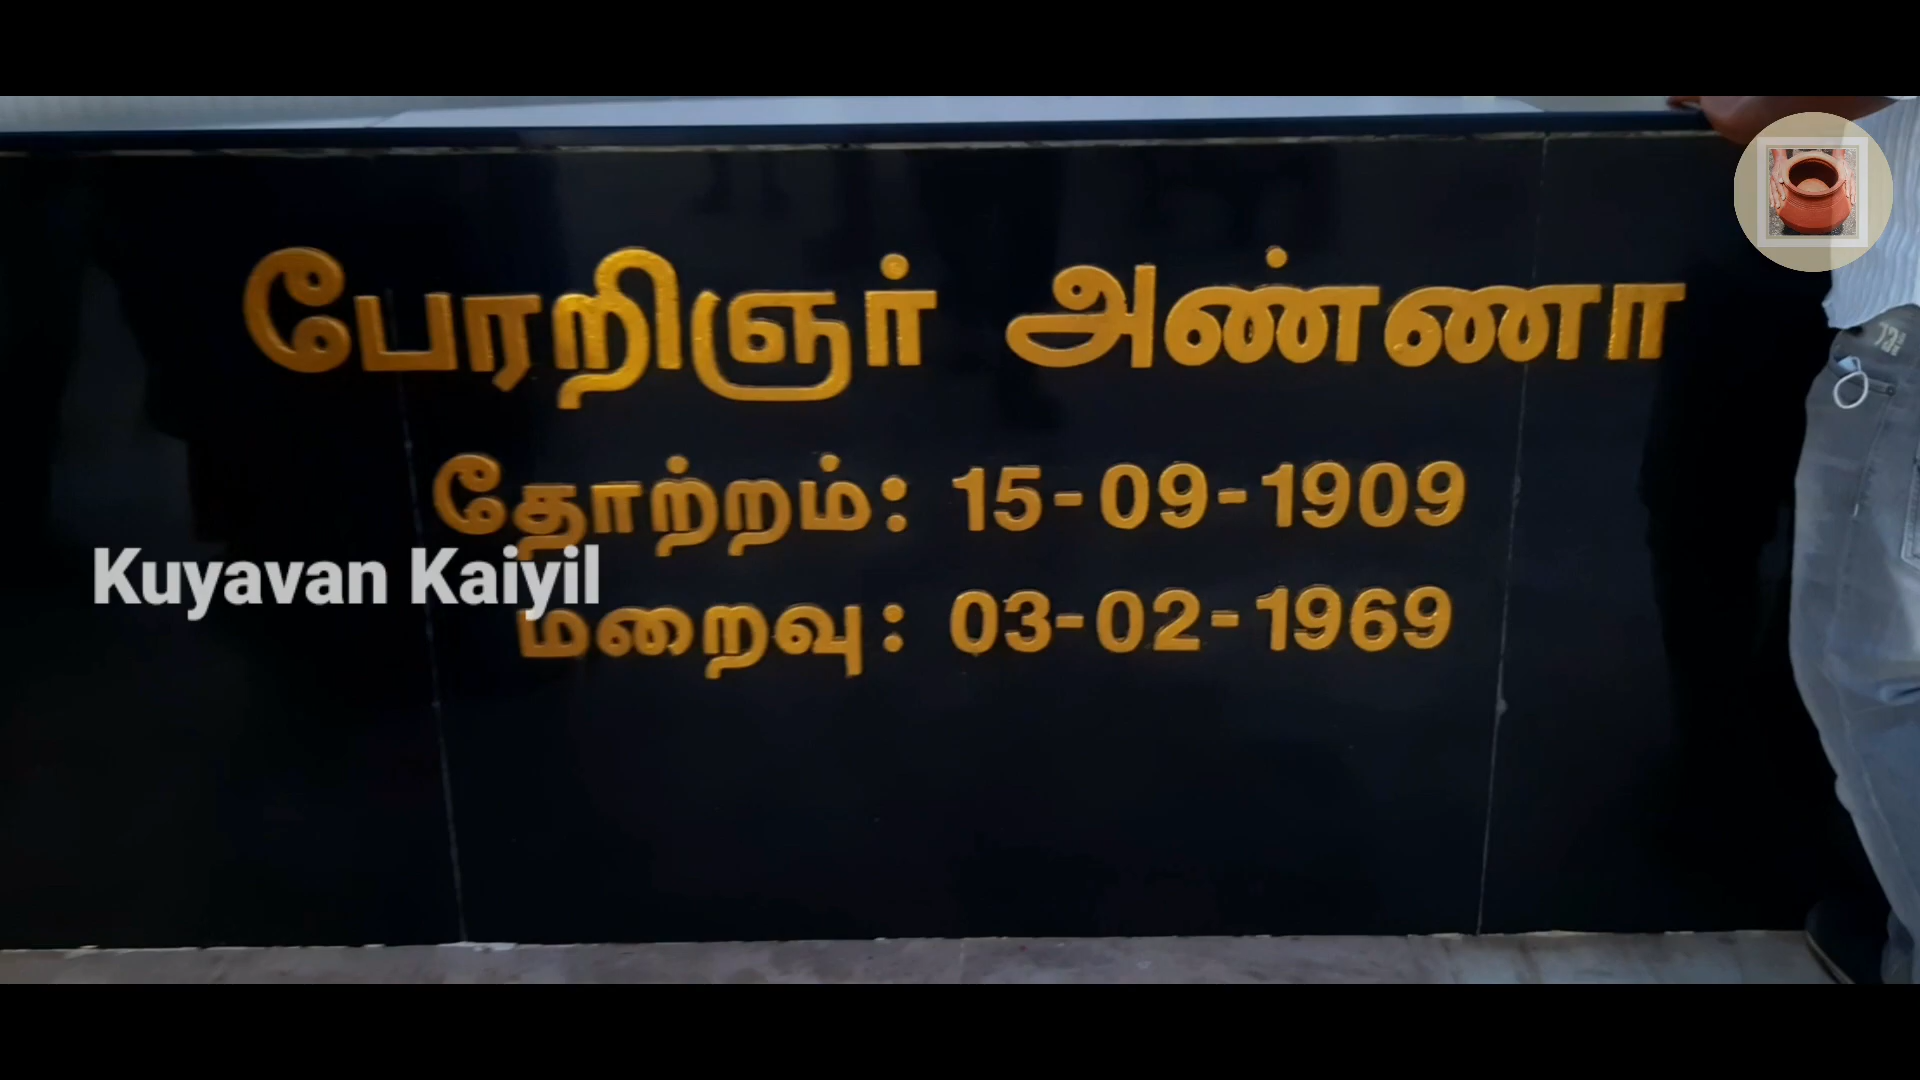 பேரறிஞர் அண்ணா
தோற்றம்: 15-09-1909
Kuyavan Kaiyil
மறைவு: 03-02-1969